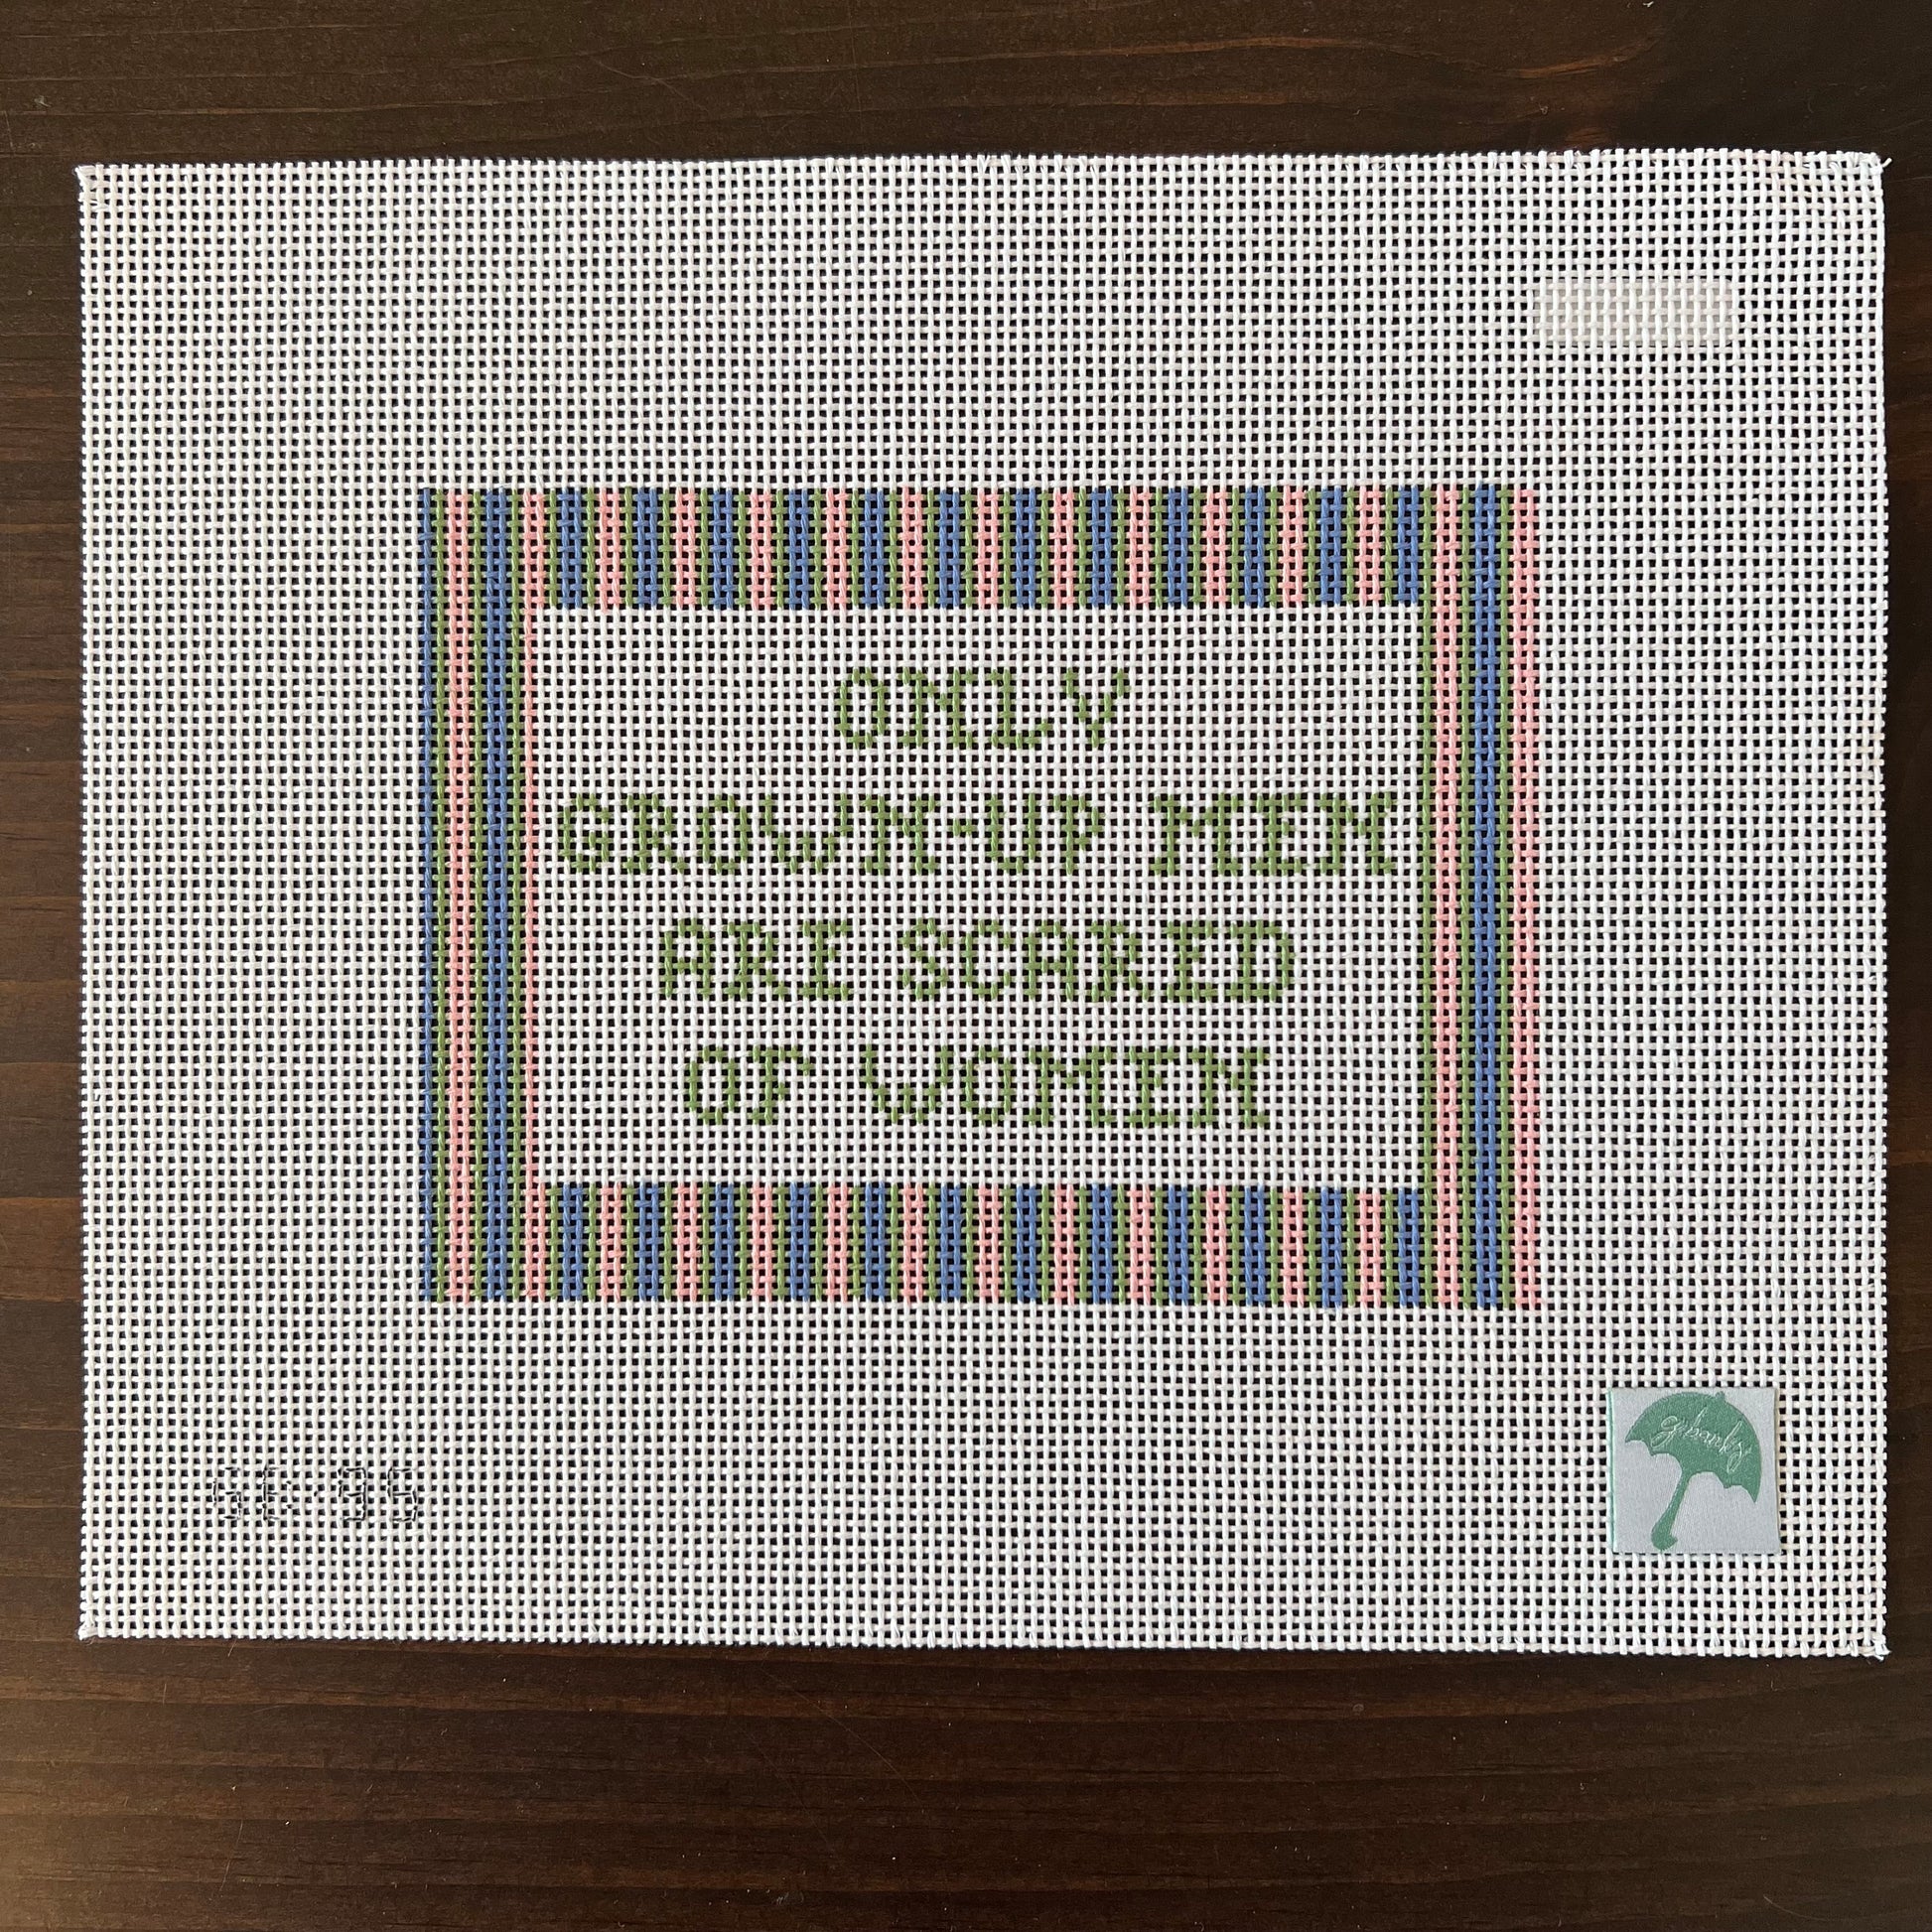 ONLY
GROWN-UP MEN
ARE SCARED
OF WOMEN